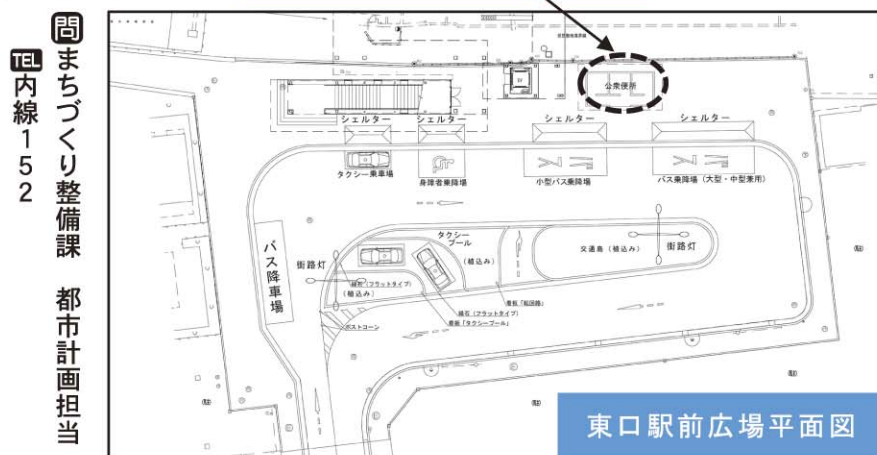 問まちづくり整備課 都市計画担当
TEL内線152
公衆便所
シェルター
シェルター
シェルター
シェルター
タクシー乗車場
身障者乗降場
小型バス乗降場
バス乗降場（大型・中型兼用）
バス降車場
街路灯
タクシー
プール
（植込み）
交通島（植込み）
街路灯
縁石（フラットタイプ）
（植込み）
看板「転回路」
縁石（フラットタイプ）
看板「タクシープール」
ポストコーン
東口駅前広場平面図